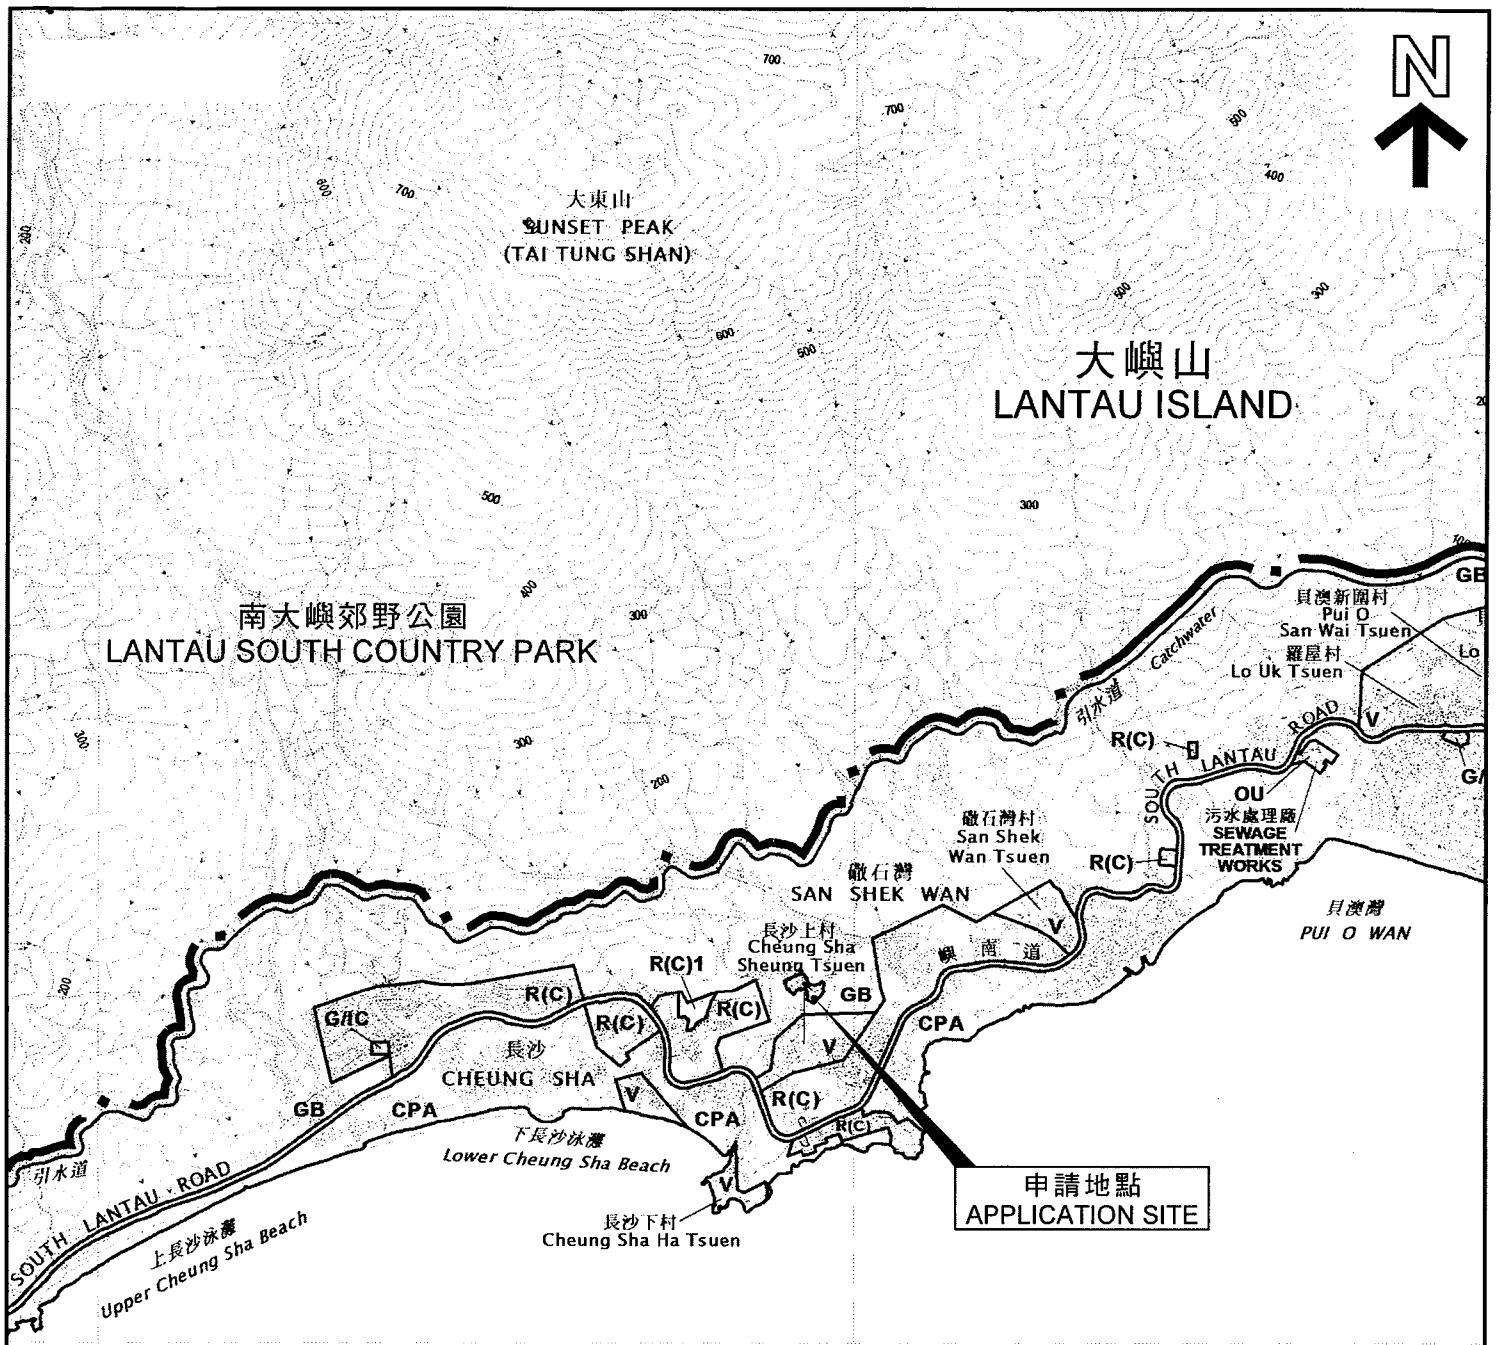 N
700
700
500
400
600
700
200
大東山
SUNSET PEAK
(TAI TUNG SHAN)
500
300
600
500
大嶼山
LANTAU ISLAND
500
300
400
300
南大嶼郊野公園
LANTAU SOUTH COUNTRY PARK
300
300
200
200
GB
貝澳新圍村
Pui O
San Wai Tsuen
羅屋村
Lo Uk Tsuen
Lo
Catchwater
引水道
V
R(C)
SOUTH LANTAU ROAD
OU
污水處理廠
SEWAGE
TREATMENT
WORKS
R(C)
貝澳灣
PUI O WAN
䃟石灣村
San Shek
Wan Tsuen
䃟石灣
SAN SHEK WAN
V
嶼南道
長沙上村
Cheung Sha
Sheung Tsuen
GB
CPA
R(C)1
R(C)
R(C)
R(C)
G/IC
長沙
CHEUNG SHA
V
V
GB
CPA
CPA
R(C)
R(C)
下長沙泳灘
Lower Cheung Sha Beach
V
長沙下村
Cheung Sha Ha Tsuen
引水道
SOUTH LANTAU ROAD
上長沙泳灘
Upper Cheung Sha Beach
申請地點
APPLICATION SITE